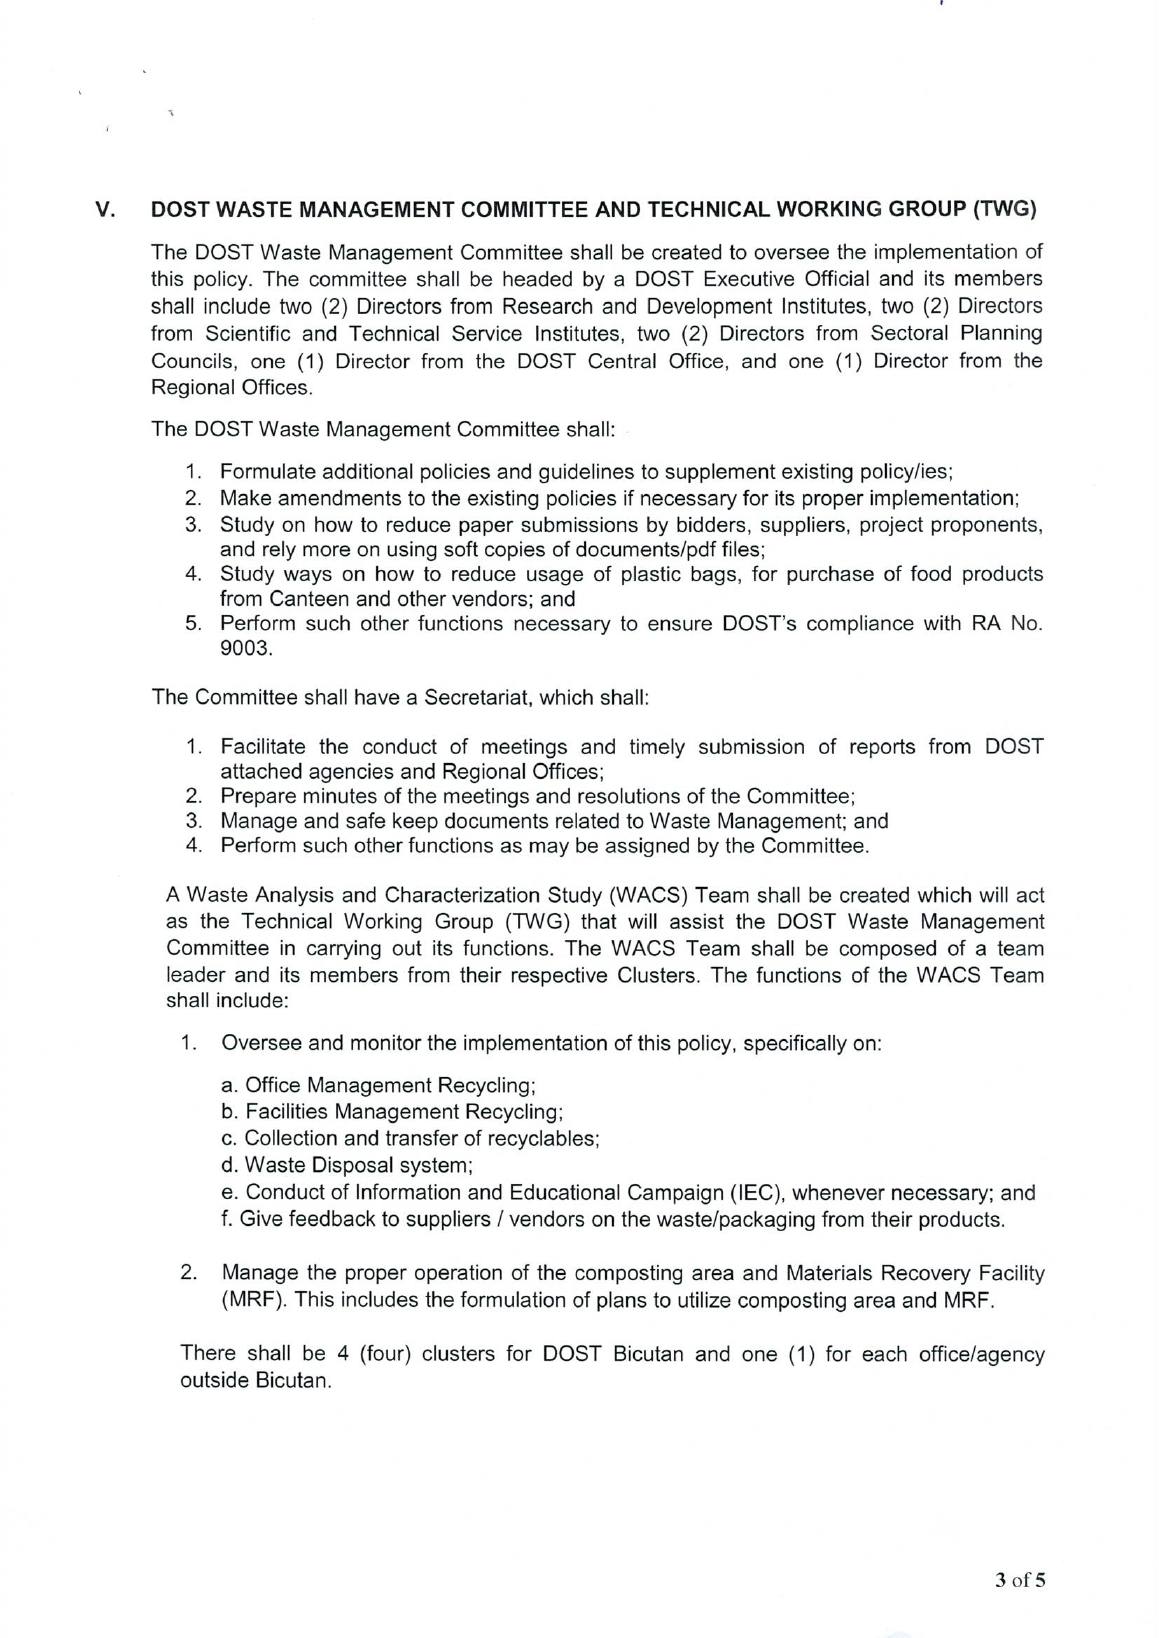 V. DOST WASTE MANAGEMENT COMMITTEE AND TECHNICAL WORKING GROUP (TWG)
The DOST Waste Management Committee shall be created to oversee the implementation of
this policy. The committee shall be headed by a DOST Executive Official and its members
shall include two (2) Directors from Research and Development Institutes, two (2) Directors
from Scientific and Technical Service Institutes, two (2) Directors from Sectoral Planning
Councils, one (1) Director from the DOST Central Office, and one (1) Director from the
Regional Offices.
The DOST Waste Management Committee shall:
1. Formulate additional policies and guidelines to supplement existing policy/ies;
2. Make amendments to the existing policies if necessary for its proper implementation;
3. Study on how to reduce paper submissions by bidders, suppliers, project proponents,
and rely more on using soft copies of documents/pdf files;
4. Study ways on how to reduce usage of plastic bags, for purchase of food products
from Canteen and other vendors; and
5. Perform such other functions necessary to ensure DOST's compliance with RA No.
9003.
The Committee shall have a Secretariat, which shall:
1. Facilitate the conduct of meetings and timely submission of reports from DOST
attached agencies and Regional Offices;
2. Prepare minutes of the meetings and resolutions of the Committee;
3. Manage and safe keep documents related to Waste Management; and
4. Perform such other functions as may be assigned by the Committee.
A Waste Analysis and Characterization Study (WACS) Team shall be created which will act
as the Technical Working Group (TWG) that will assist the DOST Waste Management
Committee in carrying out its functions. The WACS Team shall be composed of a team
leader and its members from their respective Clusters. The functions of the WACS Team
shall include:
1. Oversee and monitor the implementation of this policy, specifically on:
a. Office Management Recycling;
b. Facilities Management Recycling;
c. Collection and transfer of recyclables;
d. Waste Disposal system;
e. Conduct of Information and Educational Campaign (IEC), whenever necessary; and
f. Give feedback to suppliers / vendors on the waste/packaging from their products.
2. Manage the proper operation of the composting area and Materials Recovery Facility
(MRF). This includes the formulation of plans to utilize composting area and MRF.
There shall be 4 (four) clusters for DOST Bicutan and one (1) for each office/agency
outside Bicutan.
3 of 5